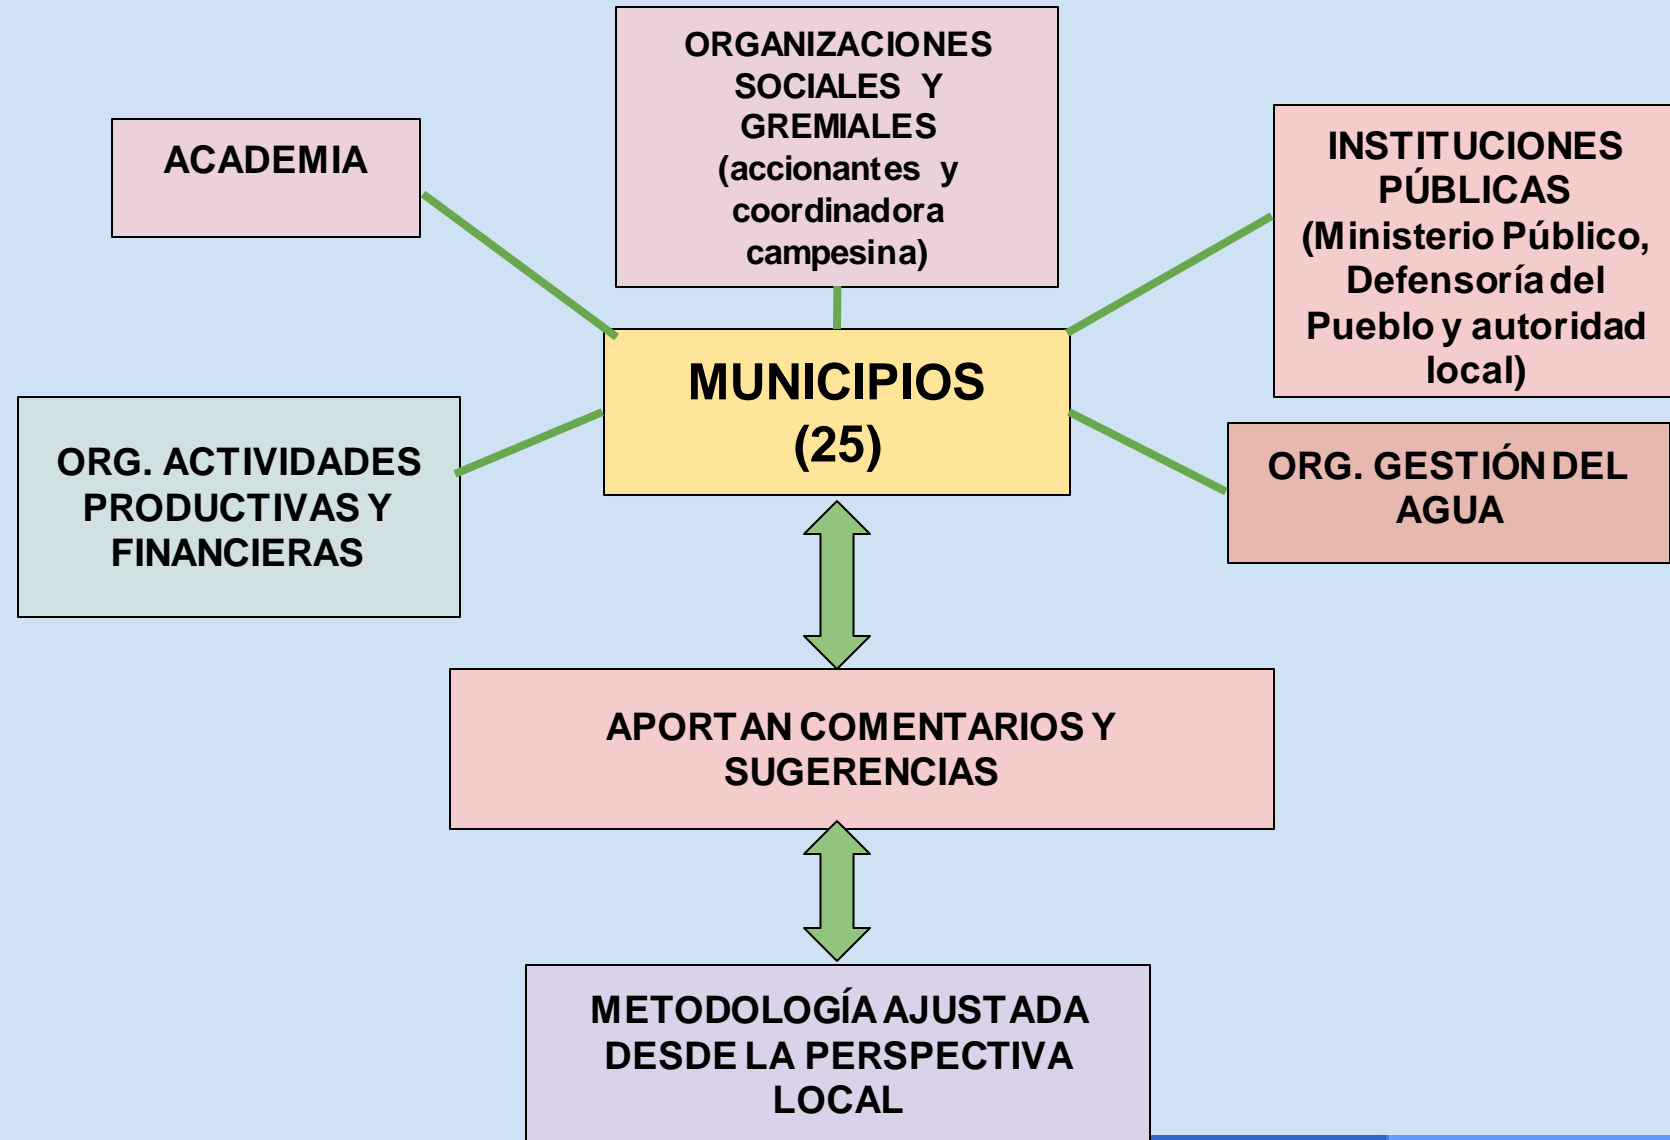 ORGANIZACIONES
SOCIALES Y
GREMIALES
(accionantes y
coordinadora
campesina)
ACADEMIA
INSTITUCIONES
PÚBLICAS
(Ministerio Público,
Defensoría del
Pueblo y autoridad
local)
MUNICIPIOS
(25)
ORG. ACTIVIDADES
PRODUCTIVAS Y
FINANCIERAS
ORG. GESTIÓN DEL
AGUA
APORTAN COMENTARIOS Y
SUGERENCIAS
METODOLOGÍA AJUSTADA
DESDE LA PERSPECTIVA
LOCAL